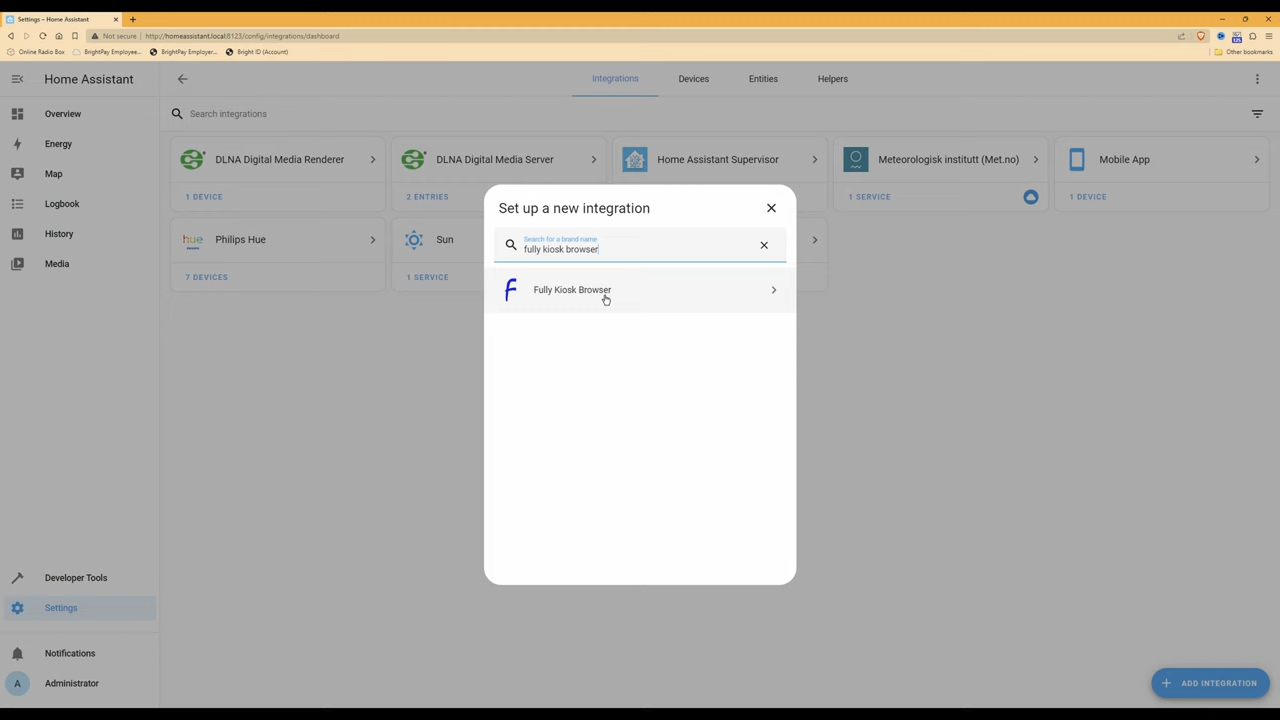 Settings – Home Assistant
Not secure
http://homeassistant.local:8123/config/integrations/dashboard
Online Radio Box
BrightPay Employee...
BrightPay Employer...
Bright ID (Account)
Other bookmarks
Home Assistant
Integrations
Devices
Entities
Helpers
Overview
Energy
Map
Logbook
History
Media
Developer Tools
Settings
Notifications
A
Administrator
Search integrations
DLNA Digital Media Renderer
1 DEVICE
DLNA Digital Media Server
2 ENTRIES
Home Assistant Supervisor
Meteorologisk institutt (Met.no)
1 SERVICE
Mobile App
1 DEVICE
hue
Philips Hue
7 DEVICES
Sun
1 SERVICE
Set up a new integration
Search for a brand name
fully kiosk browser
f
Fully Kiosk Browser
ADD INTEGRATION